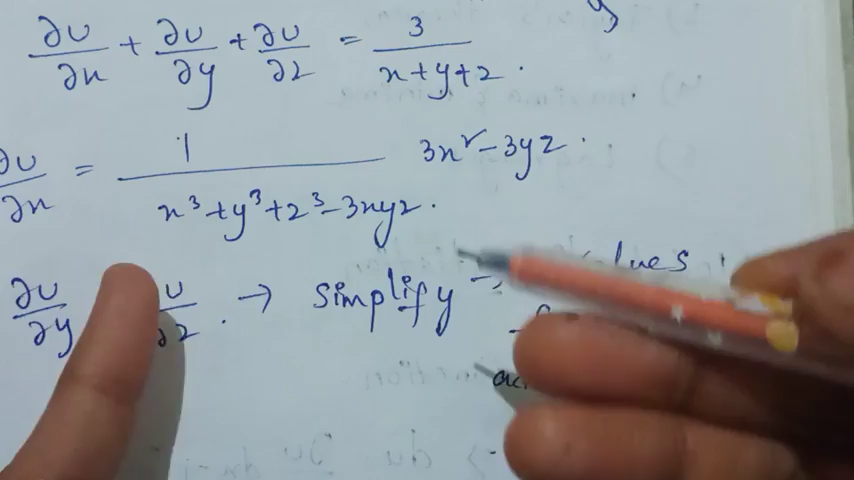 ∂u/∂x + ∂u/∂y + ∂u/∂z = 3/(x+y+z).
∂u/∂x = 1/(x³+y³+z³-3xyz). 3x²-3yz.
∂u/∂y u/∂z. → simplify →